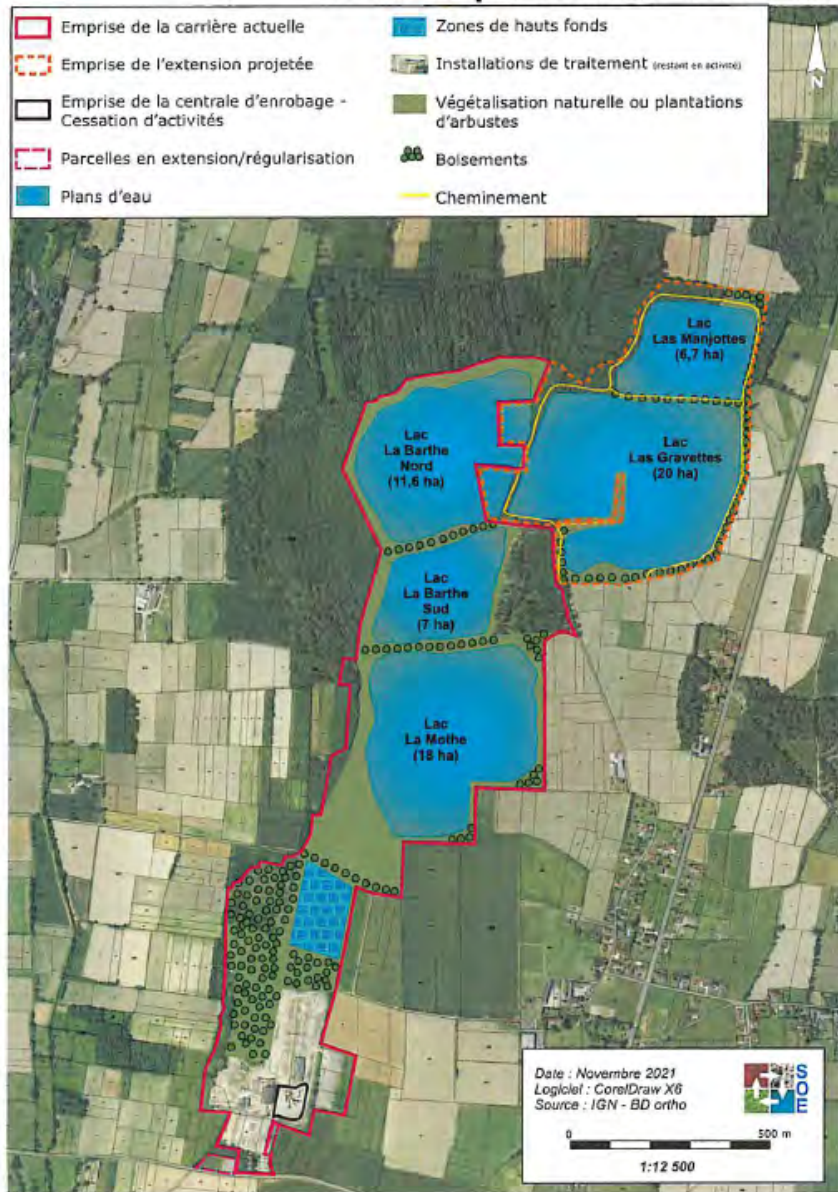 Emprise de la carrière actuelle
Emprise de l'extension projetée
Emprise de la centrale d'enrobage -
Cessation d'activités
Parcelles en extension/régularisation
Plans d'eau
Zones de hauts fonds
Installations de traitement (restant en activité)
Végétalisation naturelle ou plantations
d'arbustes
Boisements
Cheminement
N
Lac
Las Manjottes
(6,7 ha)
Lac
La Barthe
Nord
(11,6 ha)
Lac
Las Gravettes
(20 ha)
Lac
La Barthe
Sud
(7 ha)
Lac
La Mothe
(18 ha)
Date : Novembre 2021
Logiciel : CorelDraw X6
Source : IGN - BD ortho
SOE
0 500 m
1:12 500